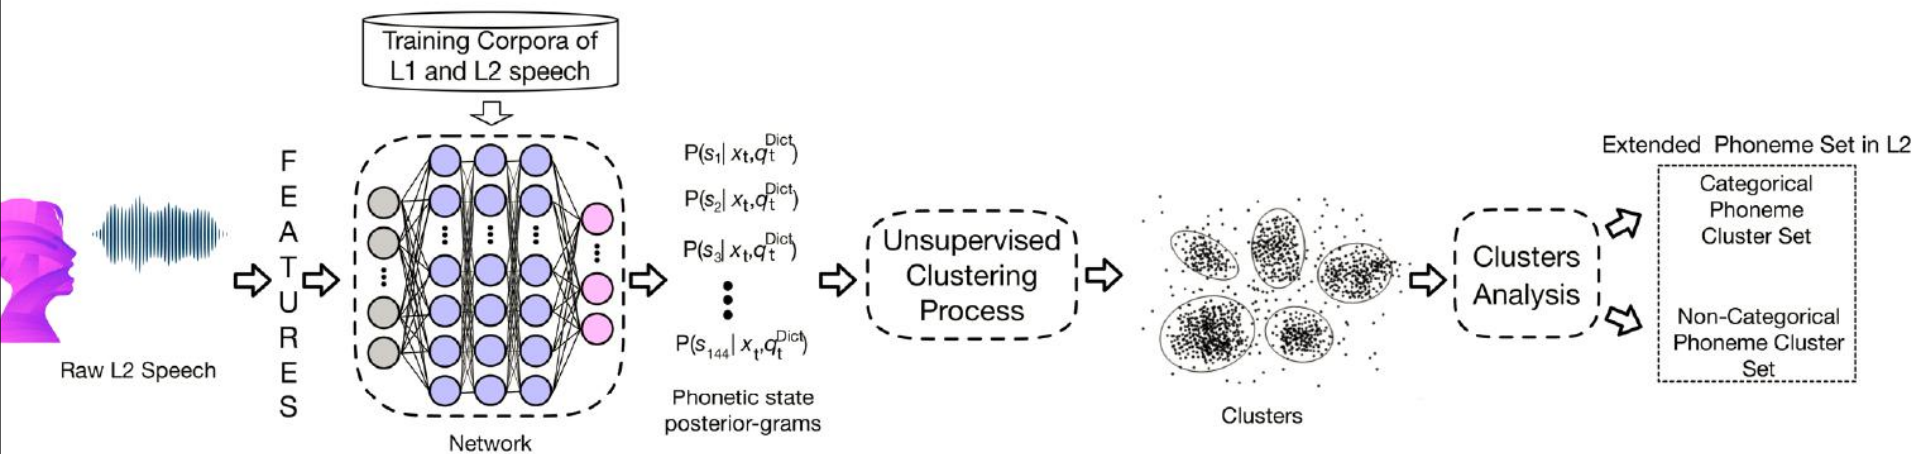 Training Corpora of
L1 and L2 speech
Raw L2 Speech
F
E
A
T
U
R
E
S
Network
P(s₁| xₜ,qₜᴰⁱᶜᵗ)
P(s₂| xₜ,qₜᴰⁱᶜᵗ)
P(s₃| xₜ,qₜᴰⁱᶜᵗ)
P(s₁₄₄| xₜ,qₜᴰⁱᶜᵗ)
Phonetic state
posterior-grams
Unsupervised
Clustering
Process
Clusters
Clusters
Analysis
Extended Phoneme Set in L2
Categorical
Phoneme
Cluster Set
Non-Categorical
Phoneme Cluster
Set